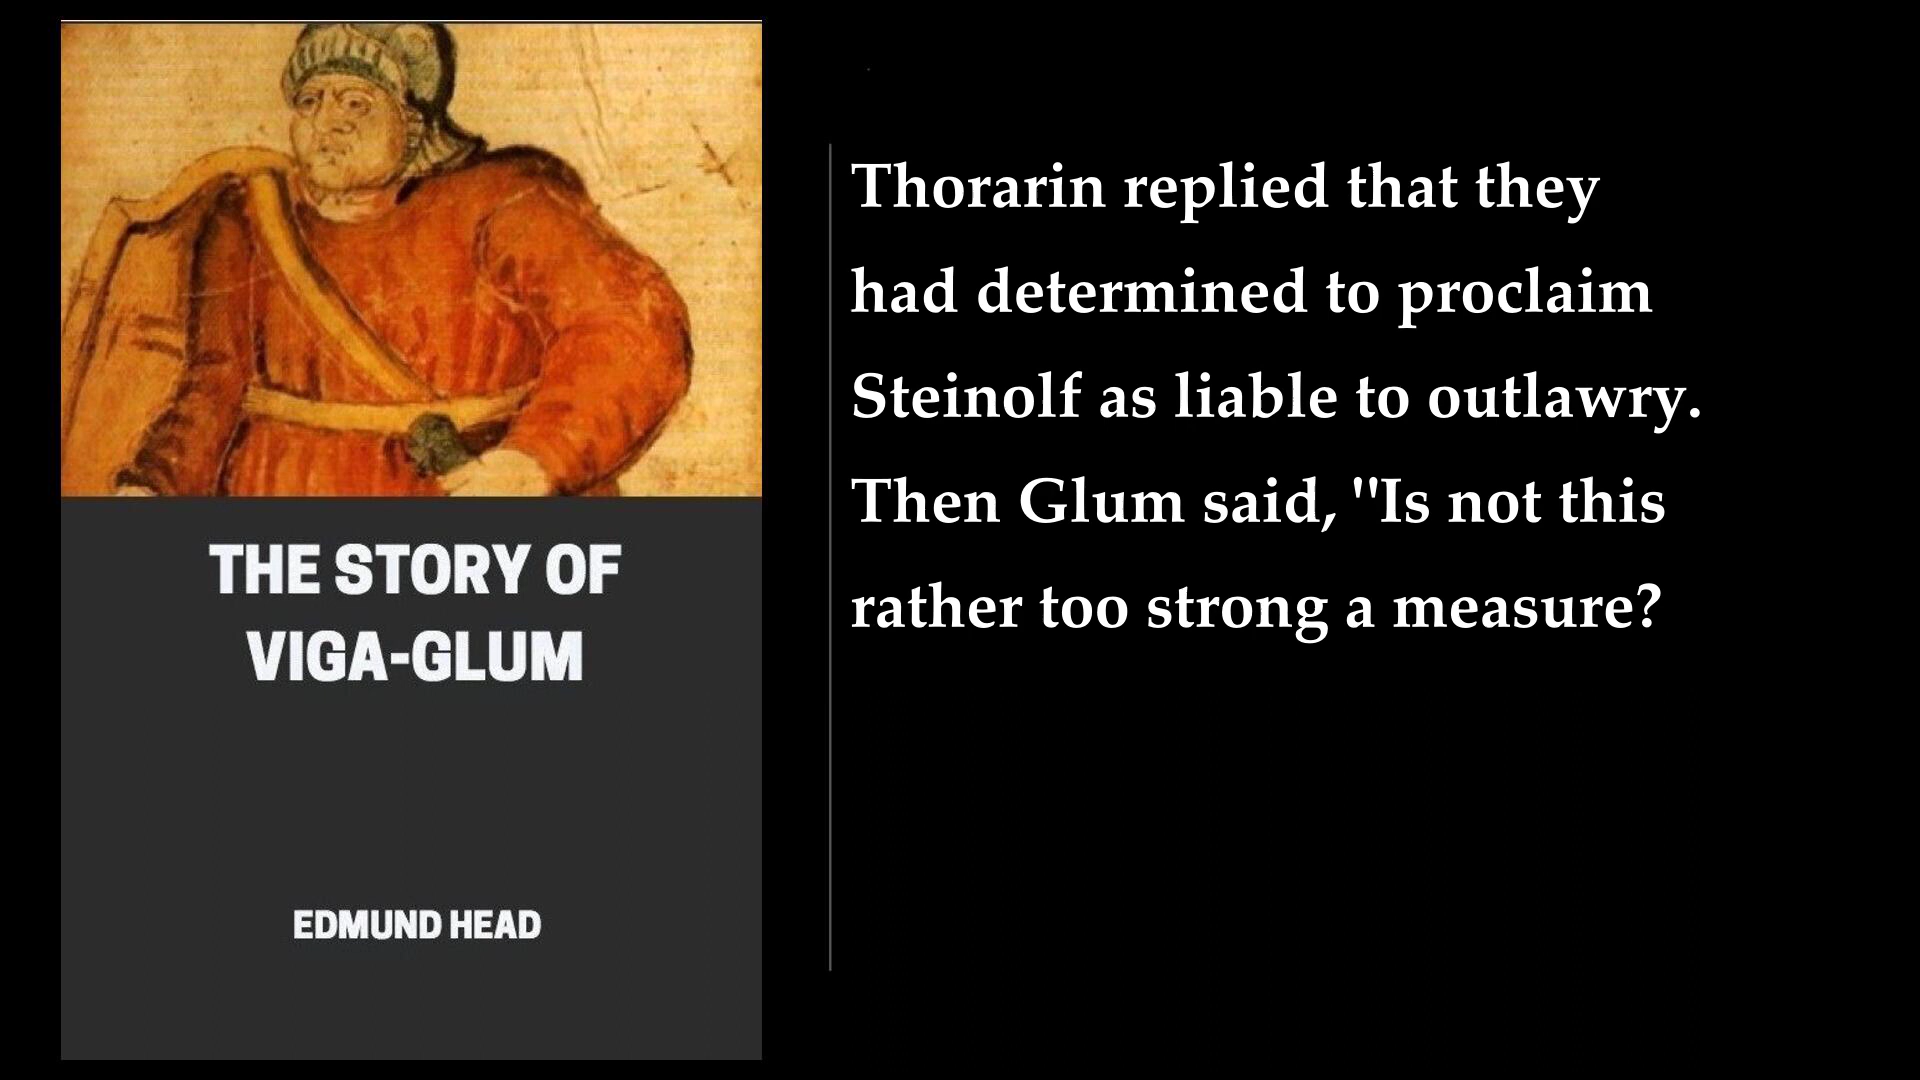 THE STORY OF
VIGA-GLUM
EDMUND HEAD
Thorarin replied that they
had determined to proclaim
Steinolf as liable to outlawry.
Then Glum said, "Is not this
rather too strong a measure?